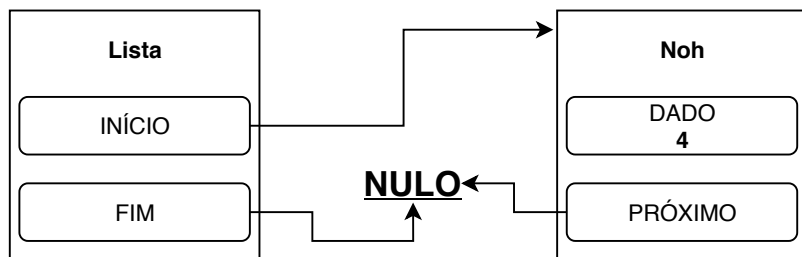 Lista
INÍCIO
FIM
NULO
Noh
DADO
4
PRÓXIMO